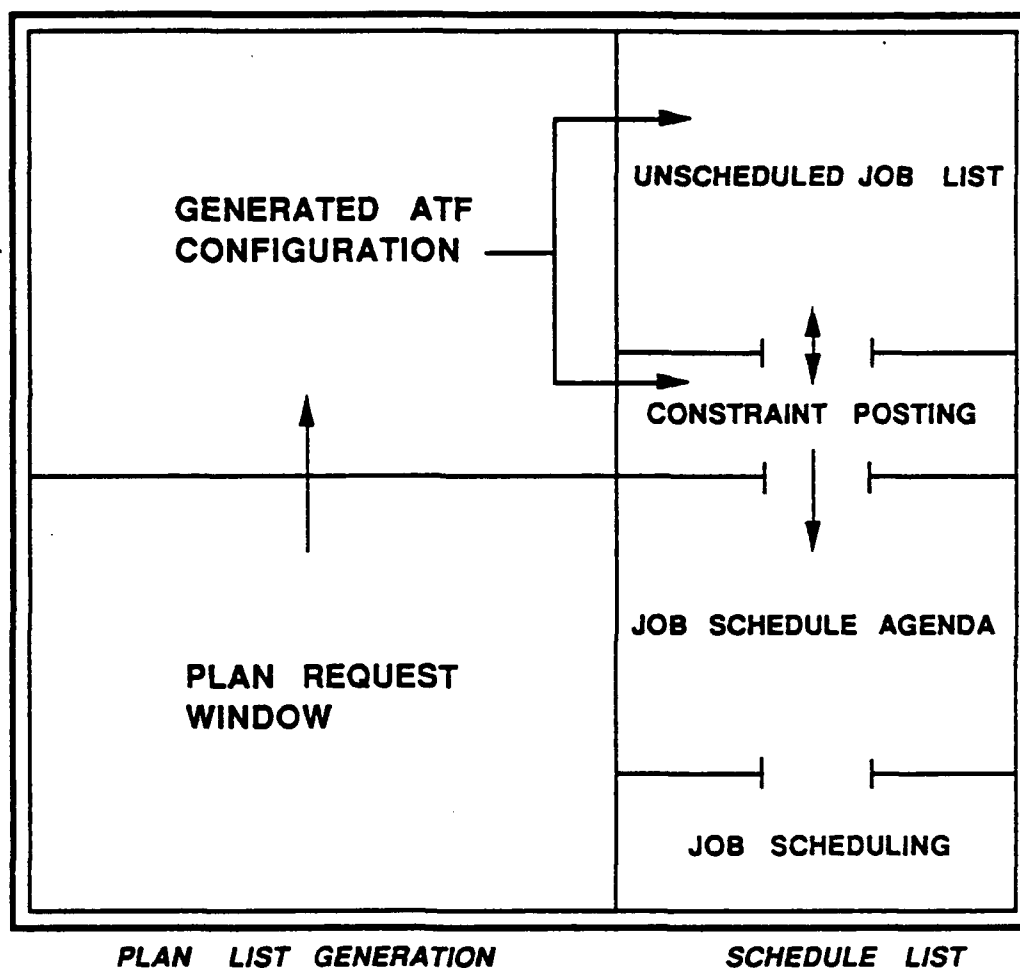 GENERATED ATF
CONFIGURATION
PLAN REQUEST
WINDOW
UNSCHEDULED JOB LIST
CONSTRAINT POSTING
JOB SCHEDULE AGENDA
JOB SCHEDULING
PLAN LIST GENERATION
SCHEDULE LIST